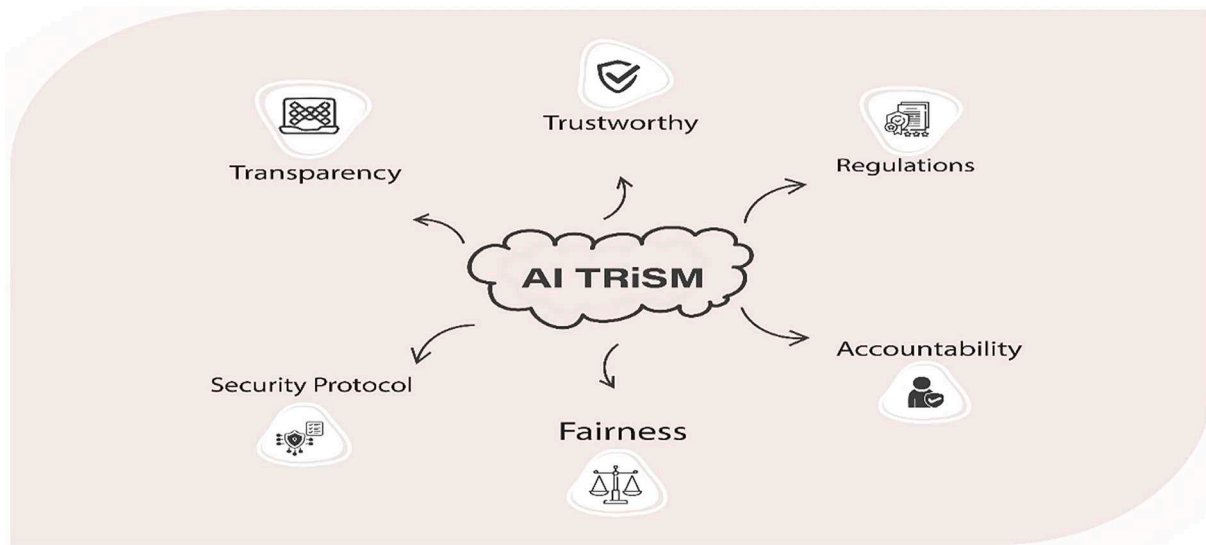 Trustworthy
Transparency
Regulations
AI TRiSM
Accountability
Security Protocol
Fairness